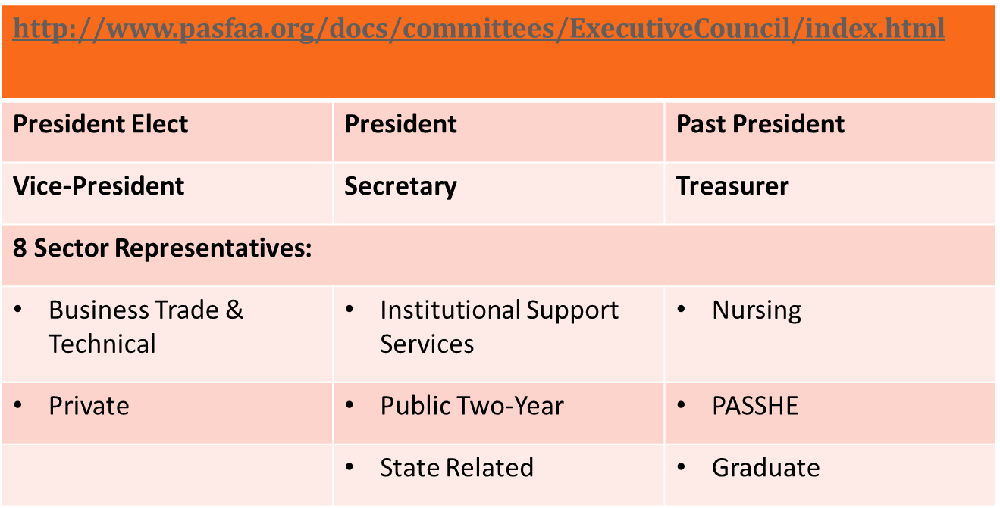 http://www.pasfaa.org/docs/committees/ExecutiveCouncil/index.html
President Elect
President
Past President
Vice-President
Secretary
Treasurer
8 Sector Representatives:
• Business Trade &
Technical
• Institutional Support
Services
• Nursing
• Private
• Public Two-Year
• PASSHE
• State Related
• Graduate